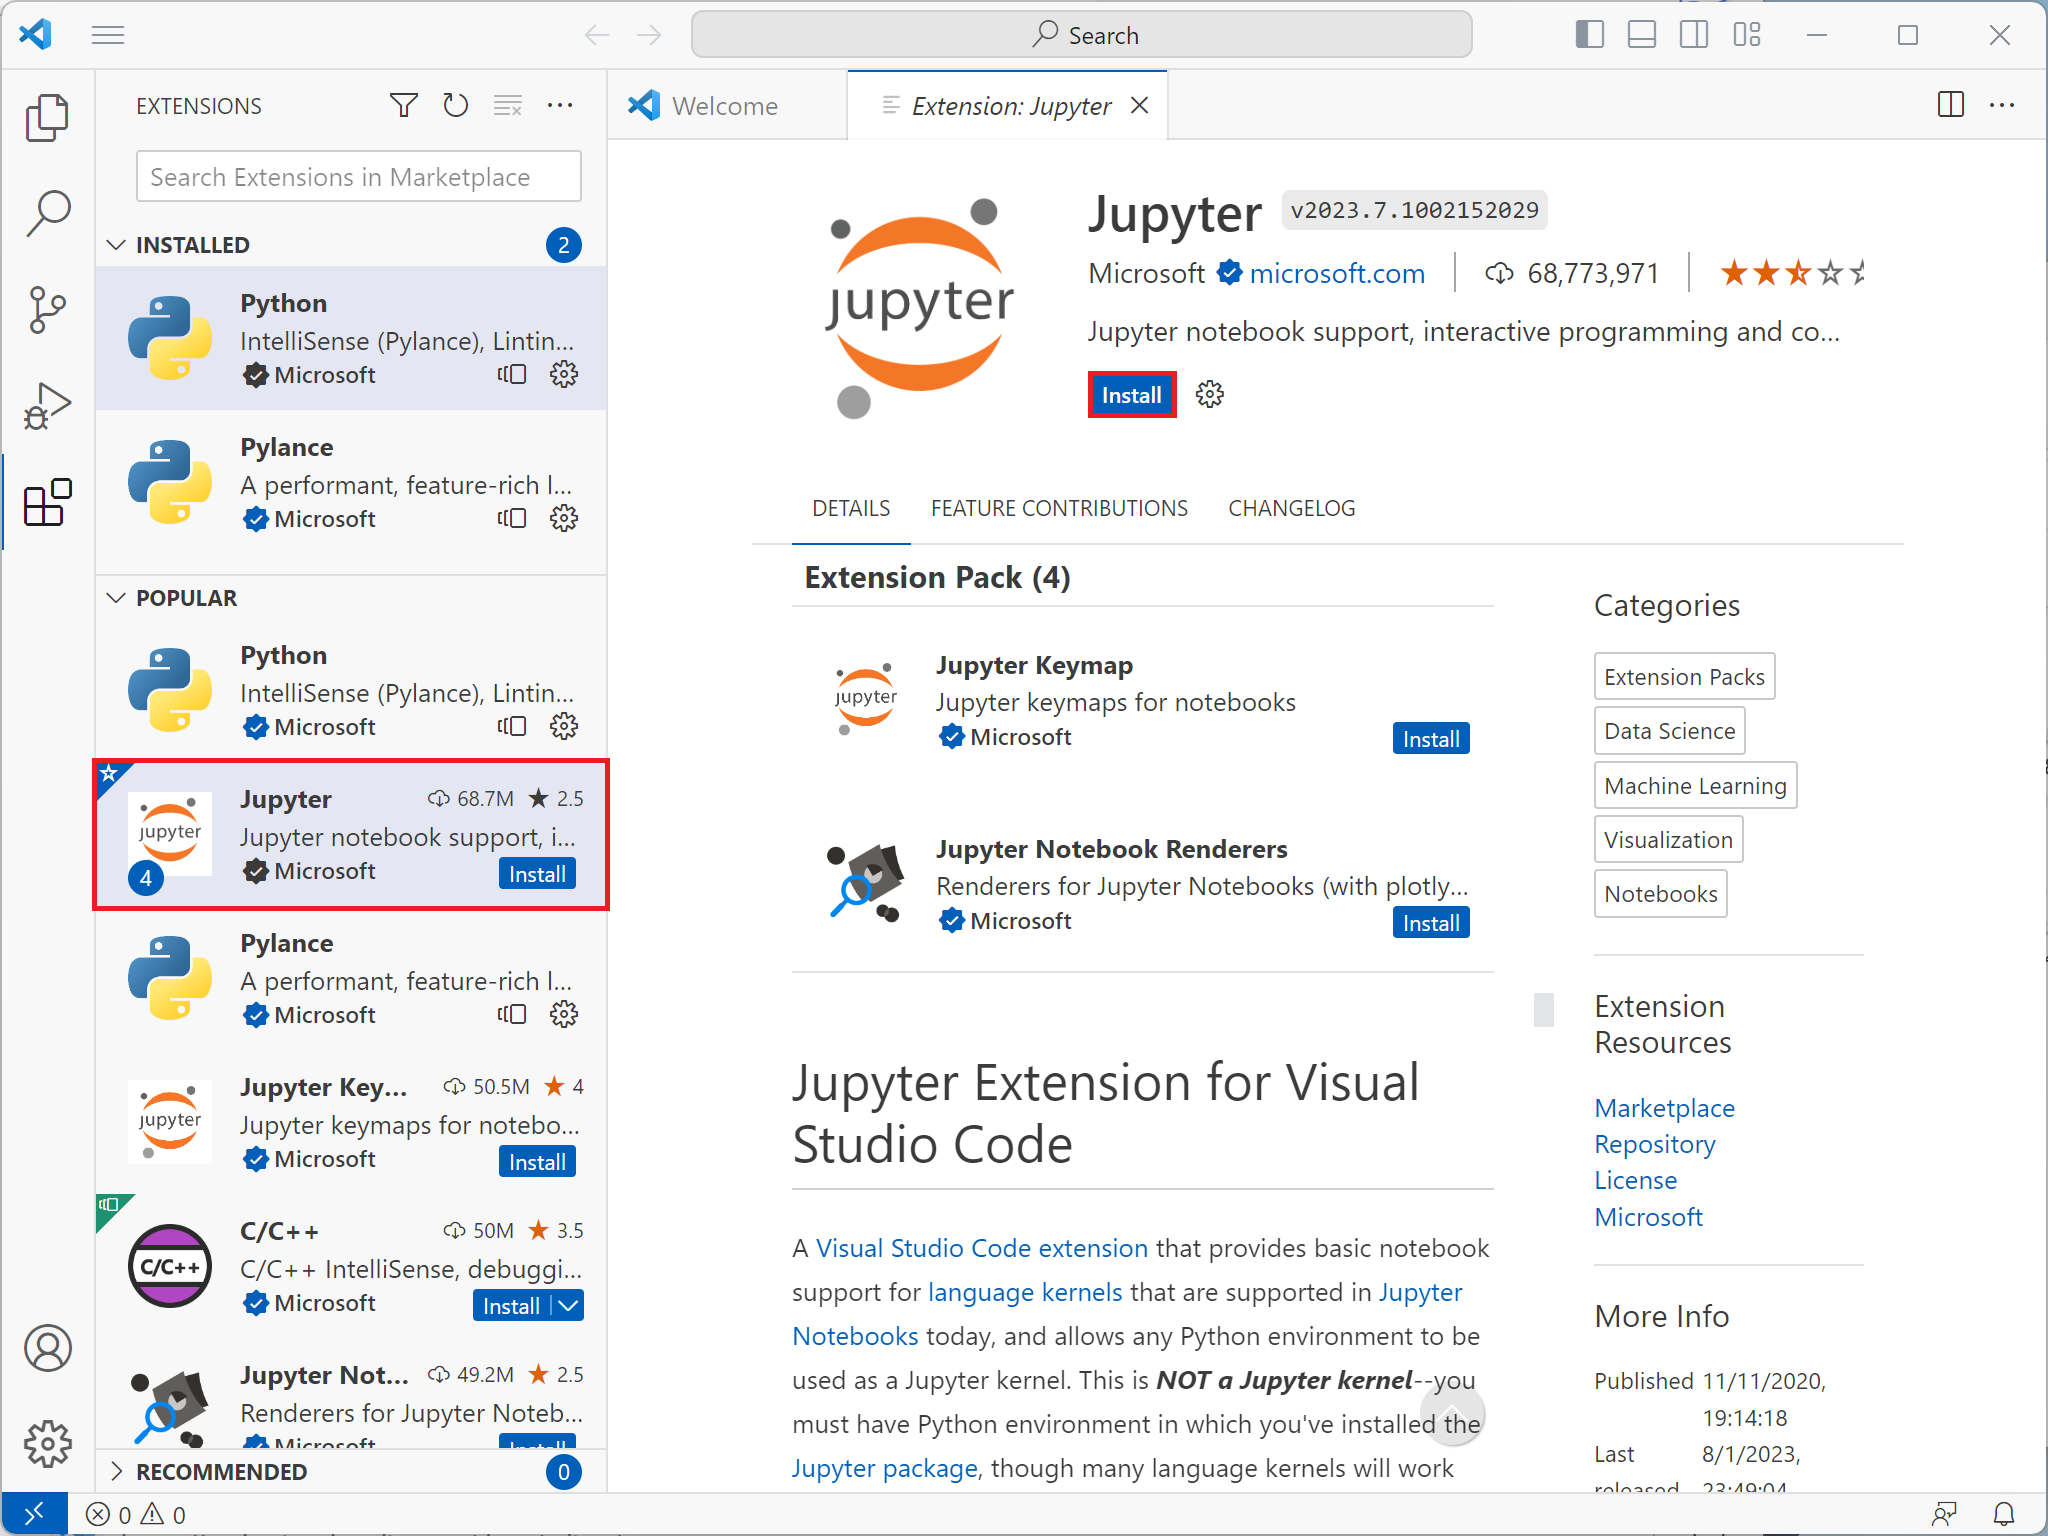 Search
EXTENSIONS
Search Extensions in Marketplace
INSTALLED
2
Python
IntelliSense (Pylance), Lintin...
Microsoft
Pylance
A performant, feature-rich l...
Microsoft
POPULAR
Python
IntelliSense (Pylance), Lintin...
Microsoft
jupyter
4
Jupyter 68.7M ★ 2.5
Jupyter notebook support, i...
Microsoft
Install
Pylance
A performant, feature-rich l...
Microsoft
jupyter
Jupyter Key... 50.5M ★ 4
Jupyter keymaps for notebo...
Microsoft
Install
C/C++
C/C++ 50M ★ 3.5
C/C++ IntelliSense, debuggi...
Microsoft
Install
Jupyter Not... 49.2M ★ 2.5
Renderers for Jupyter Noteb...
Microsoft
Install
RECOMMENDED
0
0 0
Welcome
Extension: Jupyter
jupyter
Jupyter
v2023.7.1002152029
Microsoft microsoft.com 68,773,971
Jupyter notebook support, interactive programming and co...
Install
DETAILS FEATURE CONTRIBUTIONS CHANGELOG
Extension Pack (4)
jupyter
Jupyter Keymap
Jupyter keymaps for notebooks
Microsoft
Install
Jupyter Notebook Renderers
Renderers for Jupyter Notebooks (with plotly...
Microsoft
Install
Jupyter Extension for Visual
Studio Code
A Visual Studio Code extension that provides basic notebook
support for language kernels that are supported in Jupyter
Notebooks today, and allows any Python environment to be
used as a Jupyter kernel. This is NOT a Jupyter kernel--you
must have Python environment in which you've installed the
Jupyter package, though many language kernels will work
Categories
Extension Packs
Data Science
Machine Learning
Visualization
Notebooks
Extension
Resources
Marketplace
Repository
License
Microsoft
More Info
Published 11/11/2020,
19:14:18
Last 8/1/2023,
released 23:49:04